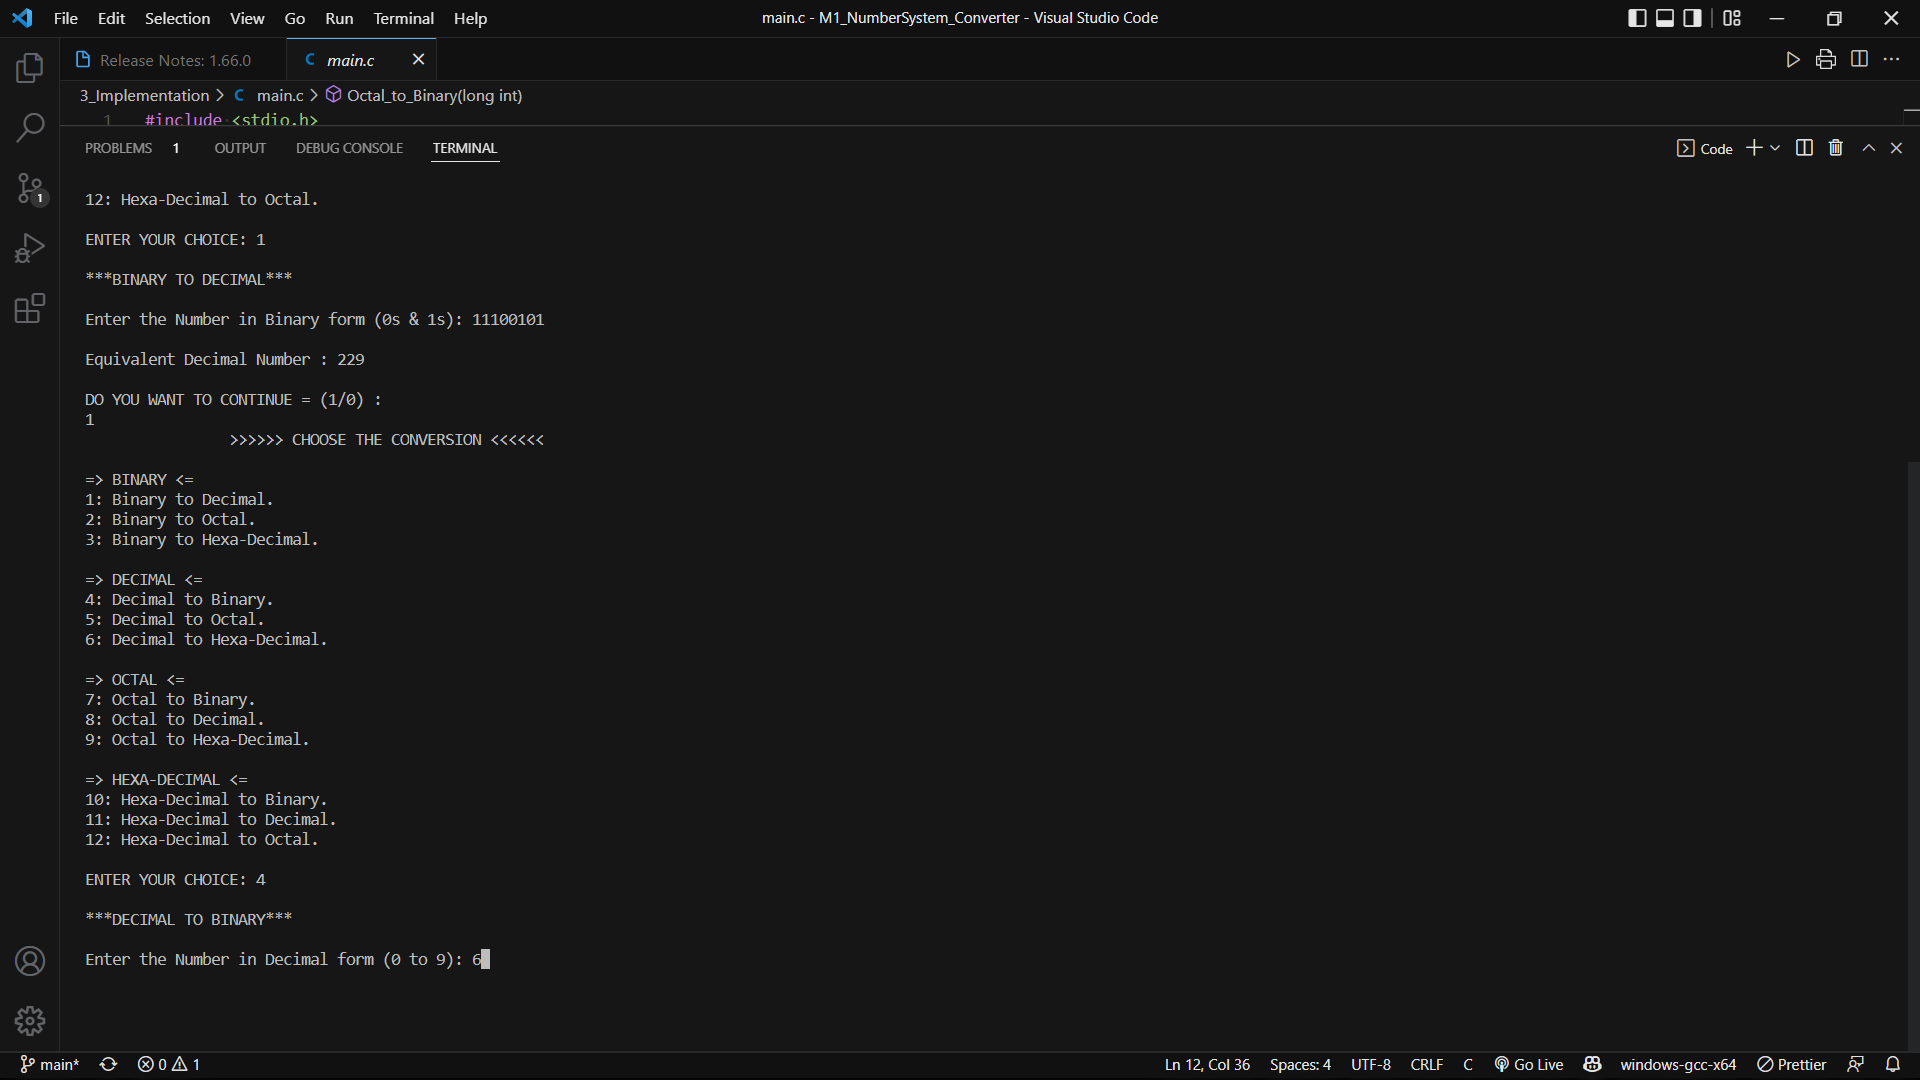 File Edit Selection View Go Run Terminal Help
main.c - M1_NumberSystem_Converter - Visual Studio Code
Release Notes: 1.66.0
C main.c
3_Implementation > C main.c > Octal_to_Binary(long int)
1 #include <stdio.h>
PROBLEMS 1 OUTPUT DEBUG CONSOLE TERMINAL
Code
12: Hexa-Decimal to Octal.
ENTER YOUR CHOICE: 1
***BINARY TO DECIMAL***
Enter the Number in Binary form (0s & 1s): 11100101
Equivalent Decimal Number : 229
DO YOU WANT TO CONTINUE = (1/0) :
1
>>>>>> CHOOSE THE CONVERSION <<<<<<
=> BINARY <=
1: Binary to Decimal.
2: Binary to Octal.
3: Binary to Hexa-Decimal.
=> DECIMAL <=
4: Decimal to Binary.
5: Decimal to Octal.
6: Decimal to Hexa-Decimal.
=> OCTAL <=
7: Octal to Binary.
8: Octal to Decimal.
9: Octal to Hexa-Decimal.
=> HEXA-DECIMAL <=
10: Hexa-Decimal to Binary.
11: Hexa-Decimal to Decimal.
12: Hexa-Decimal to Octal.
ENTER YOUR CHOICE: 4
***DECIMAL TO BINARY***
Enter the Number in Decimal form (0 to 9): 6
1
main* 0 1
Ln 12, Col 36 Spaces: 4 UTF-8 CRLF C Go Live windows-gcc-x64 Prettier